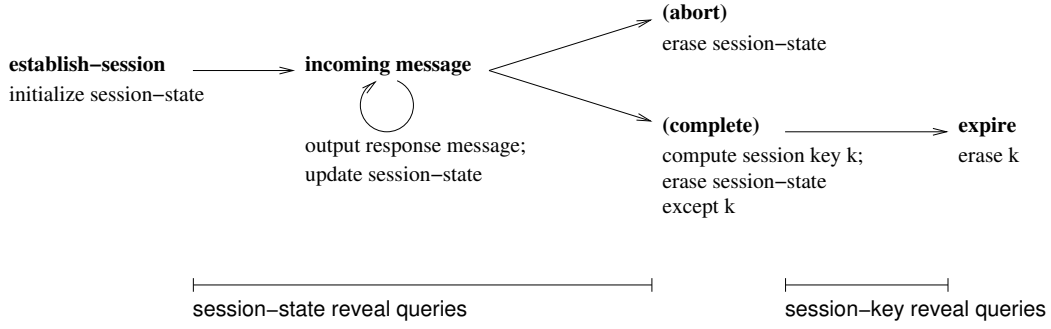 establish−session
initialize session−state
incoming message
output response message;
update session−state
(abort)
erase session−state
(complete)
compute session key k;
erase session−state
except k
expire
erase k
session−state reveal queries
session−key reveal queries